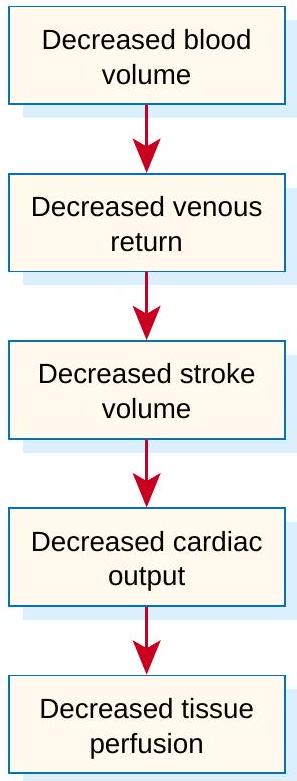 Decreased blood
volume
Decreased venous
return
Decreased stroke
volume
Decreased cardiac
output
Decreased tissue
perfusion